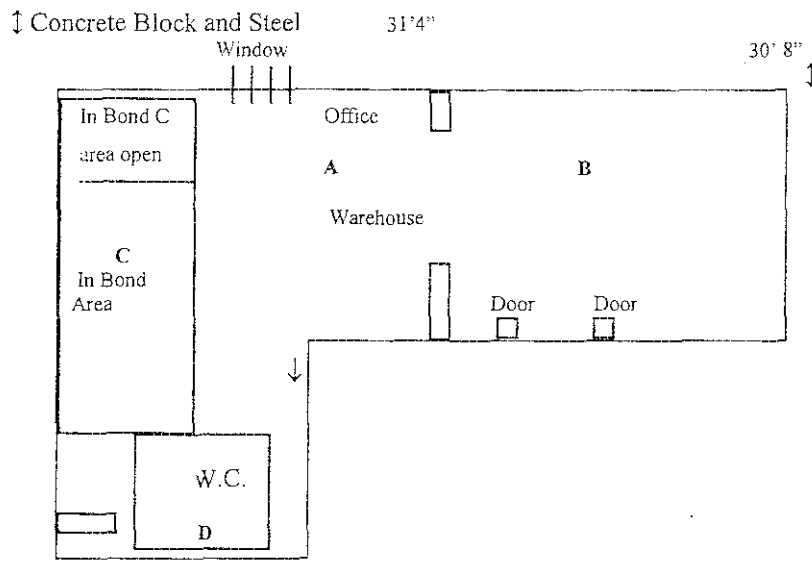 ↕ Concrete Block and Steel
31'4"
Window
30' 8"
↕
In Bond C
area open
Office
A
B
Warehouse
C
In Bond
Area
Door
Door
↓
W.C.
D